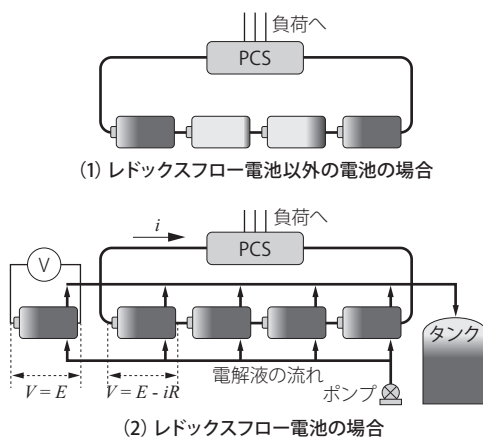 負荷へ
PCS
(1) レドックスフロー電池以外の電池の場合
負荷へ
i
PCS
V
タンク
電解液の流れ
V = E
V = E - iR
ポンプ
(2) レドックスフロー電池の場合